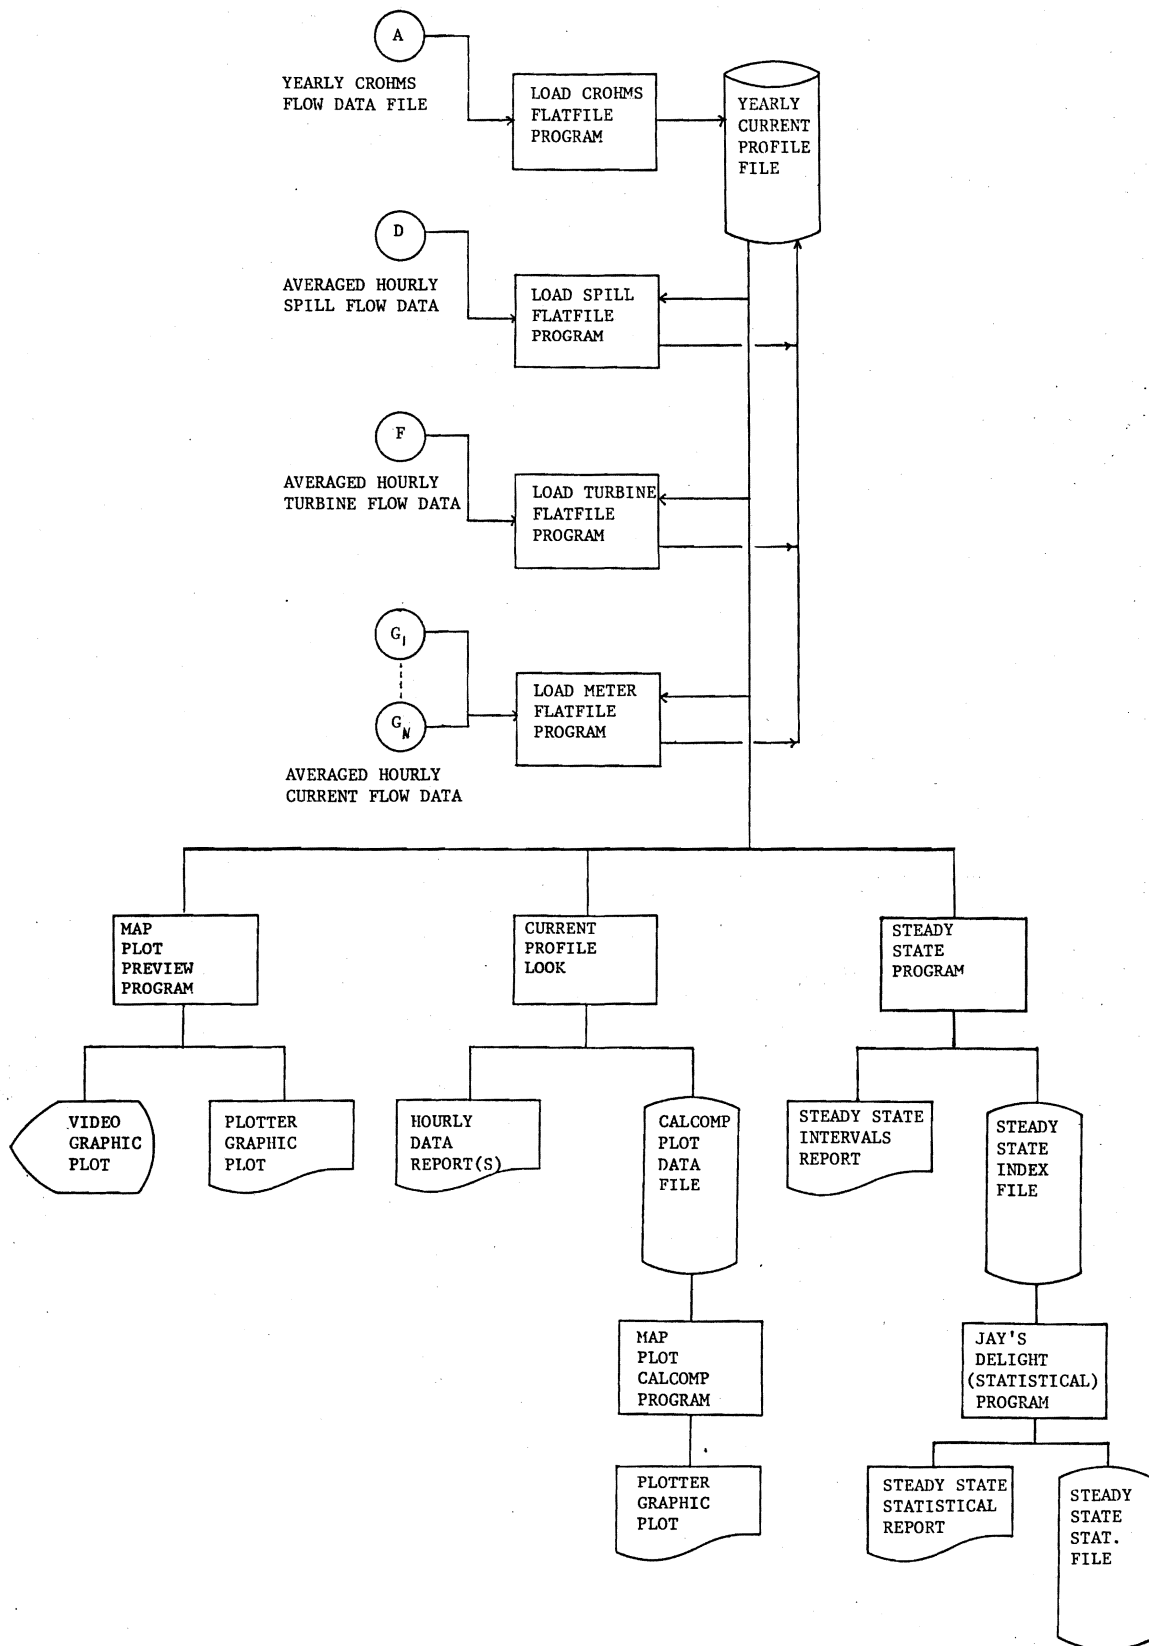 A
YEARLY CROHMS
FLOW DATA FILE
LOAD CROHMS
FLATFILE
PROGRAM
YEARLY
CURRENT
PROFILE
FILE
D
AVERAGED HOURLY
SPILL FLOW DATA
LOAD SPILL
FLATFILE
PROGRAM
F
AVERAGED HOURLY
TURBINE FLOW DATA
LOAD TURBINE
FLATFILE
PROGRAM
G1
GN
AVERAGED HOURLY
CURRENT FLOW DATA
LOAD METER
FLATFILE
PROGRAM
MAP
PLOT
PREVIEW
PROGRAM
CURRENT
PROFILE
LOOK
STEADY
STATE
PROGRAM
VIDEO
GRAPHIC
PLOT
PLOTTER
GRAPHIC
PLOT
HOURLY
DATA
REPORT(S)
CALCOMP
PLOT
DATA
FILE
STEADY STATE
INTERVALS
REPORT
STEADY
STATE
INDEX
FILE
MAP
PLOT
CALCOMP
PROGRAM
JAY'S
DELIGHT
(STATISTICAL)
PROGRAM
PLOTTER
GRAPHIC
PLOT
STEADY STATE
STATISTICAL
REPORT
STEADY
STATE
STAT.
FILE